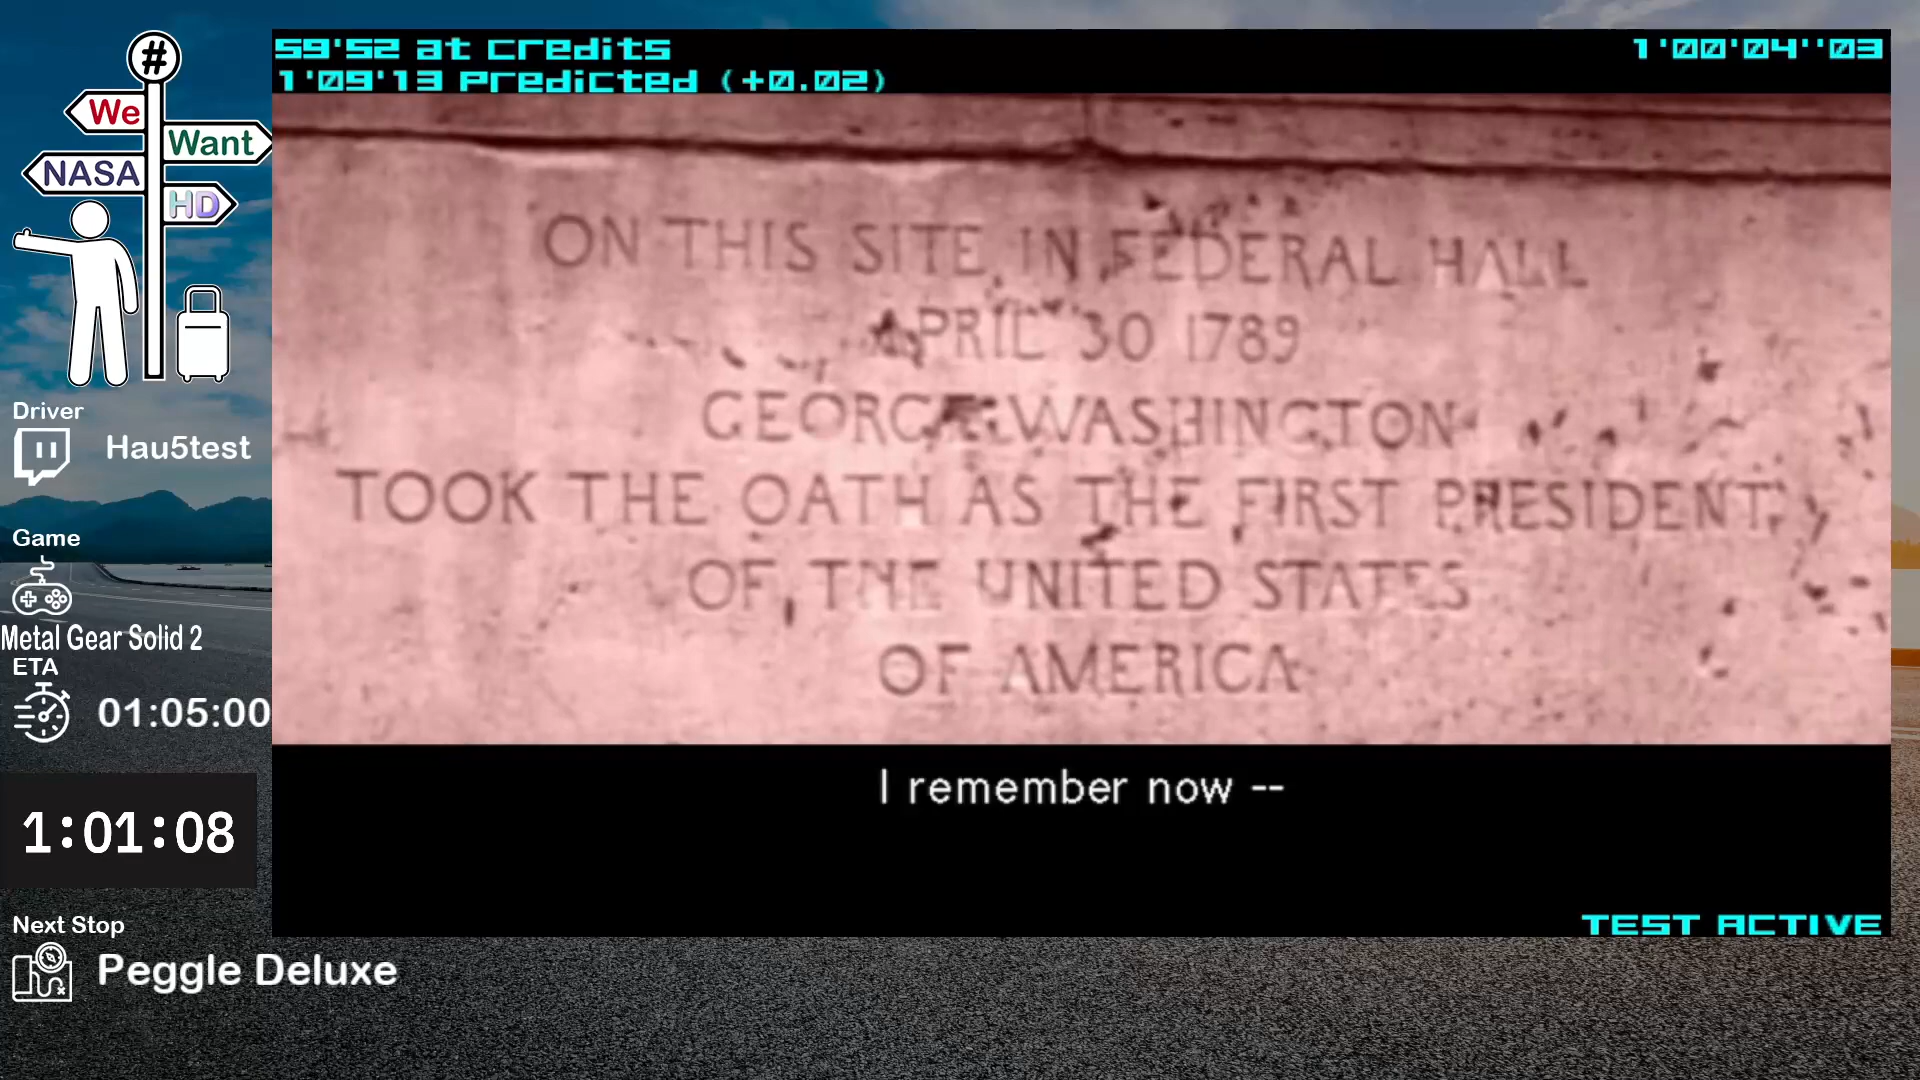 #
We
Want
NASA
HD
Driver
Hau5test
Game
Metal Gear Solid 2
ETA
01:05:00
1:01:08
Next Stop
Peggle Deluxe
59'52 at credits
1'09'13 Predicted (+0.02)
1'00'04''03
ON THIS SITE IN FEDERAL HALL
APRIL 30 1789
GEORGE WASHINGTON
TOOK THE OATH AS THE FIRST PRESIDENT
OF THE UNITED STATES
OF AMERICA
I remember now --
TEST ACTIVE